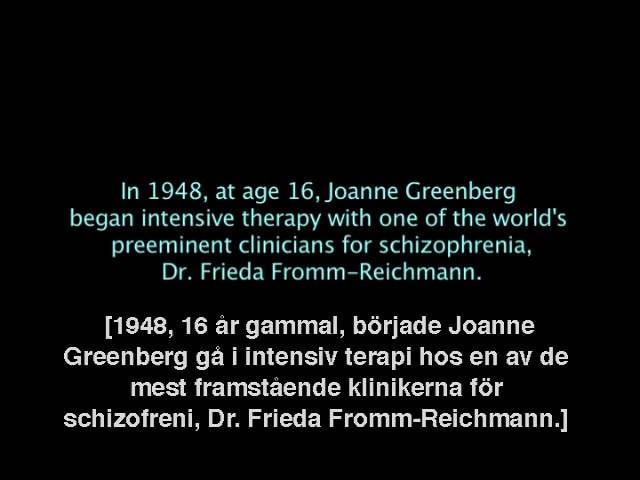 In 1948, at age 16, Joanne Greenberg
began intensive therapy with one of the world's
preeminent clinicians for schizophrenia,
Dr. Frieda Fromm-Reichmann.
[1948, 16 år gammal, började Joanne
Greenberg gå i intensiv terapi hos en av de
mest framstående klinikerna för
schizofreni, Dr. Frieda Fromm-Reichmann.]